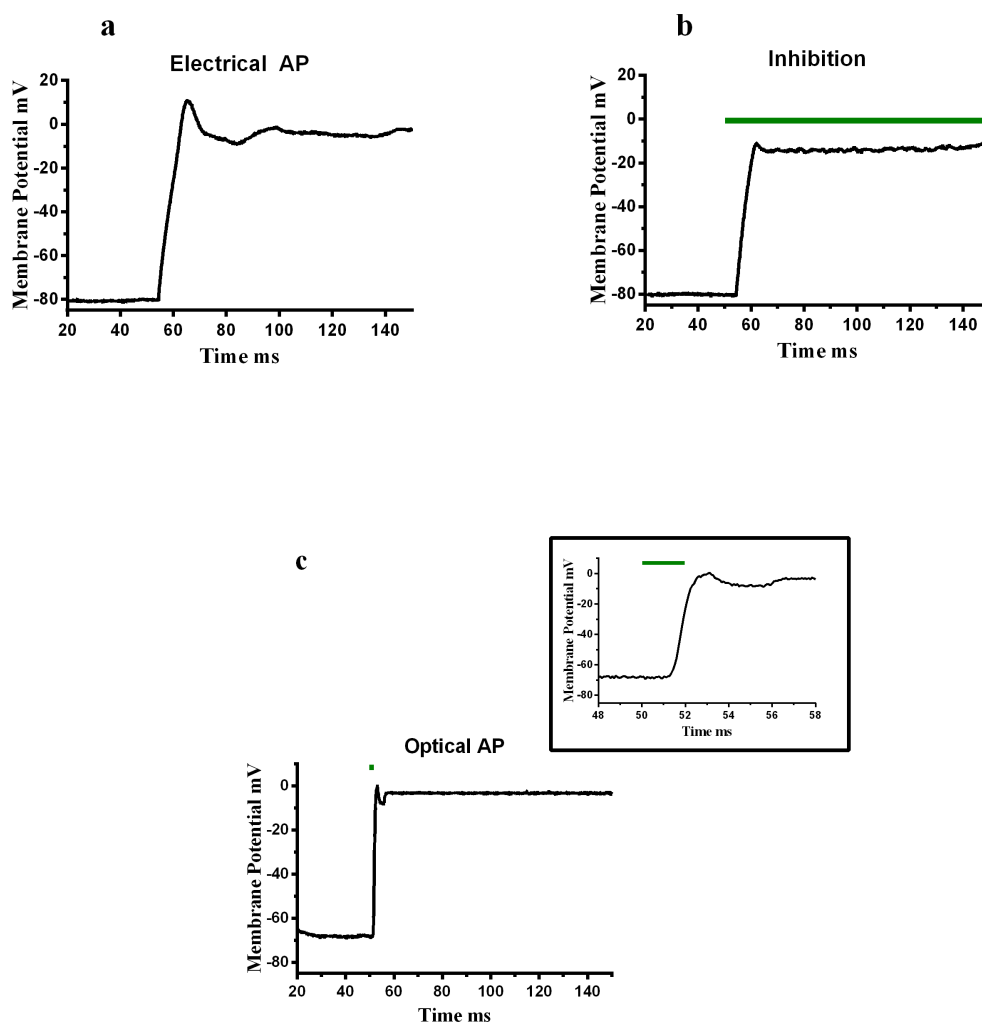 a
Electrical AP
Membrane Potential mV
20
0
-20
-40
-60
-80
20 40 60 80 100 120 140
Time ms
b
Inhibition
Membrane Potential mV
20
0
-20
-40
-60
-80
20 40 60 80 100 120 140
Time ms
c
Membrane Potential mV
0
-20
-40
-60
-80
48 50 52 54 56 58
Time ms
Optical AP
Membrane Potential mV
0
-20
-40
-60
-80
20 40 60 80 100 120 140
Time ms